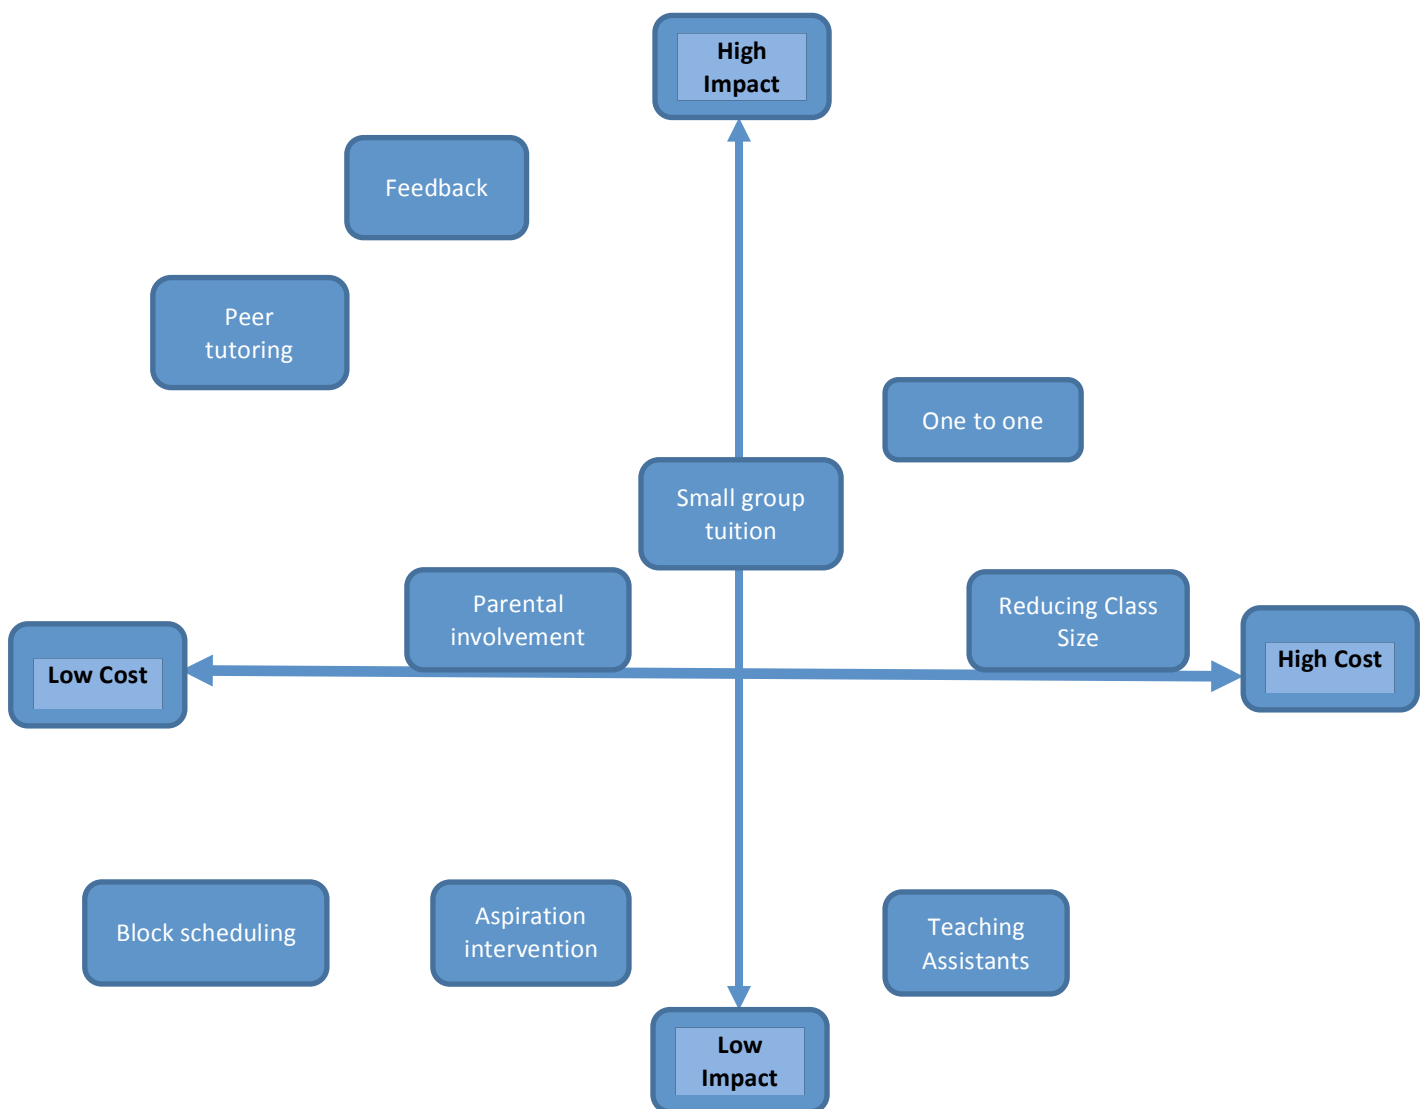 High
Impact
Feedback
Peer
tutoring
One to one
Small group
tuition
Parental
involvement
Reducing Class
Size
Low Cost
High Cost
Block scheduling
Aspiration
intervention
Teaching
Assistants
Low
Impact